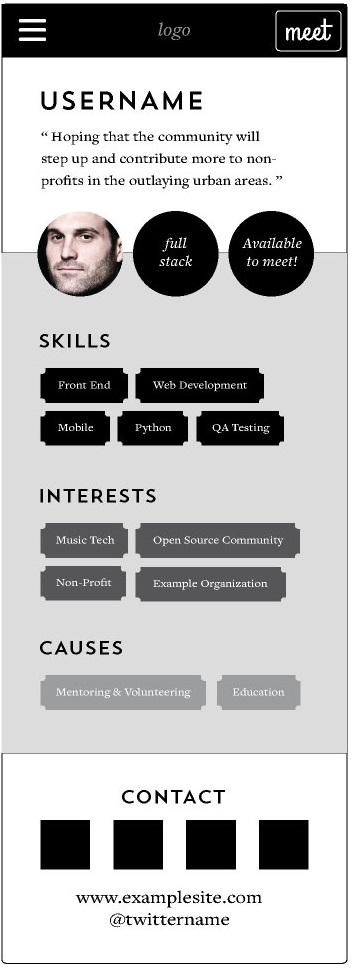 logo
meet
USERNAME
“ Hoping that the community will
step up and contribute more to non-
profits in the outlaying urban areas. ”
full
stack
Available
to meet!
SKILLS
Front End
Web Development
Mobile
Python
QA Testing
INTERESTS
Music Tech
Open Source Community
Non-Profit
Example Organization
CAUSES
Mentoring & Volunteering
Education
CONTACT
www.examplesite.com
@twittername